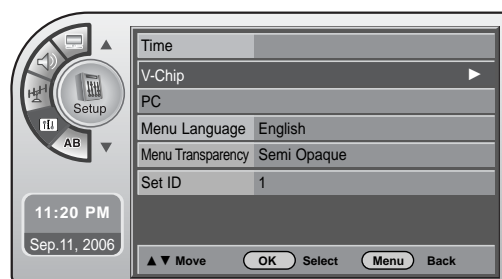 Time
V-Chip
PC
Menu Language English
Menu Transparency Semi Opaque
Set ID 1
Setup
AB
11:20 PM
Sep.11, 2006
▲▼ Move OK Select Menu Back